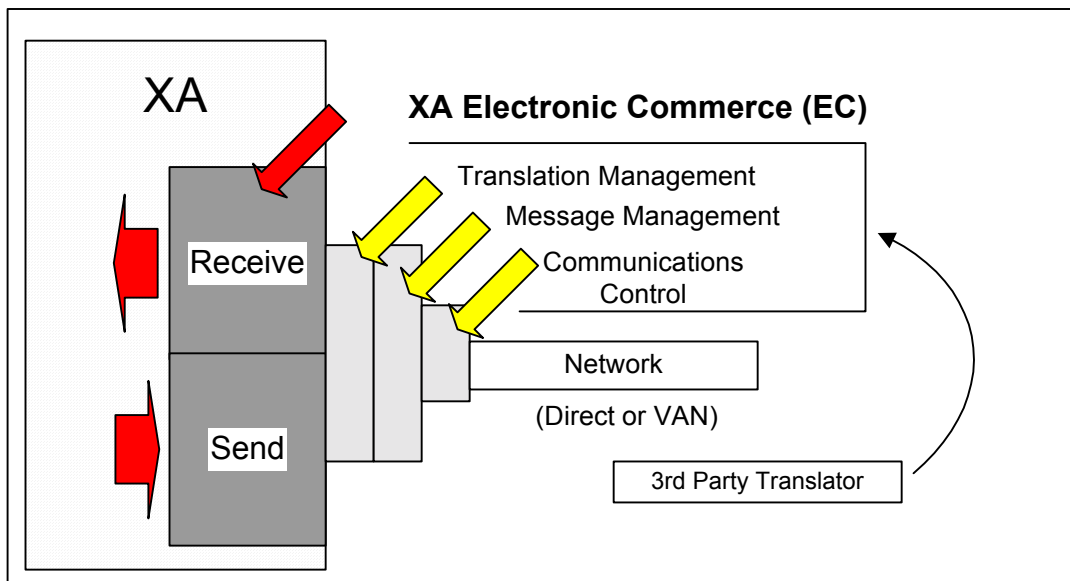 XA
XA Electronic Commerce (EC)
Translation Management
Message Management
Communications
Control
Receive
Send
Network
(Direct or VAN)
3rd Party Translator